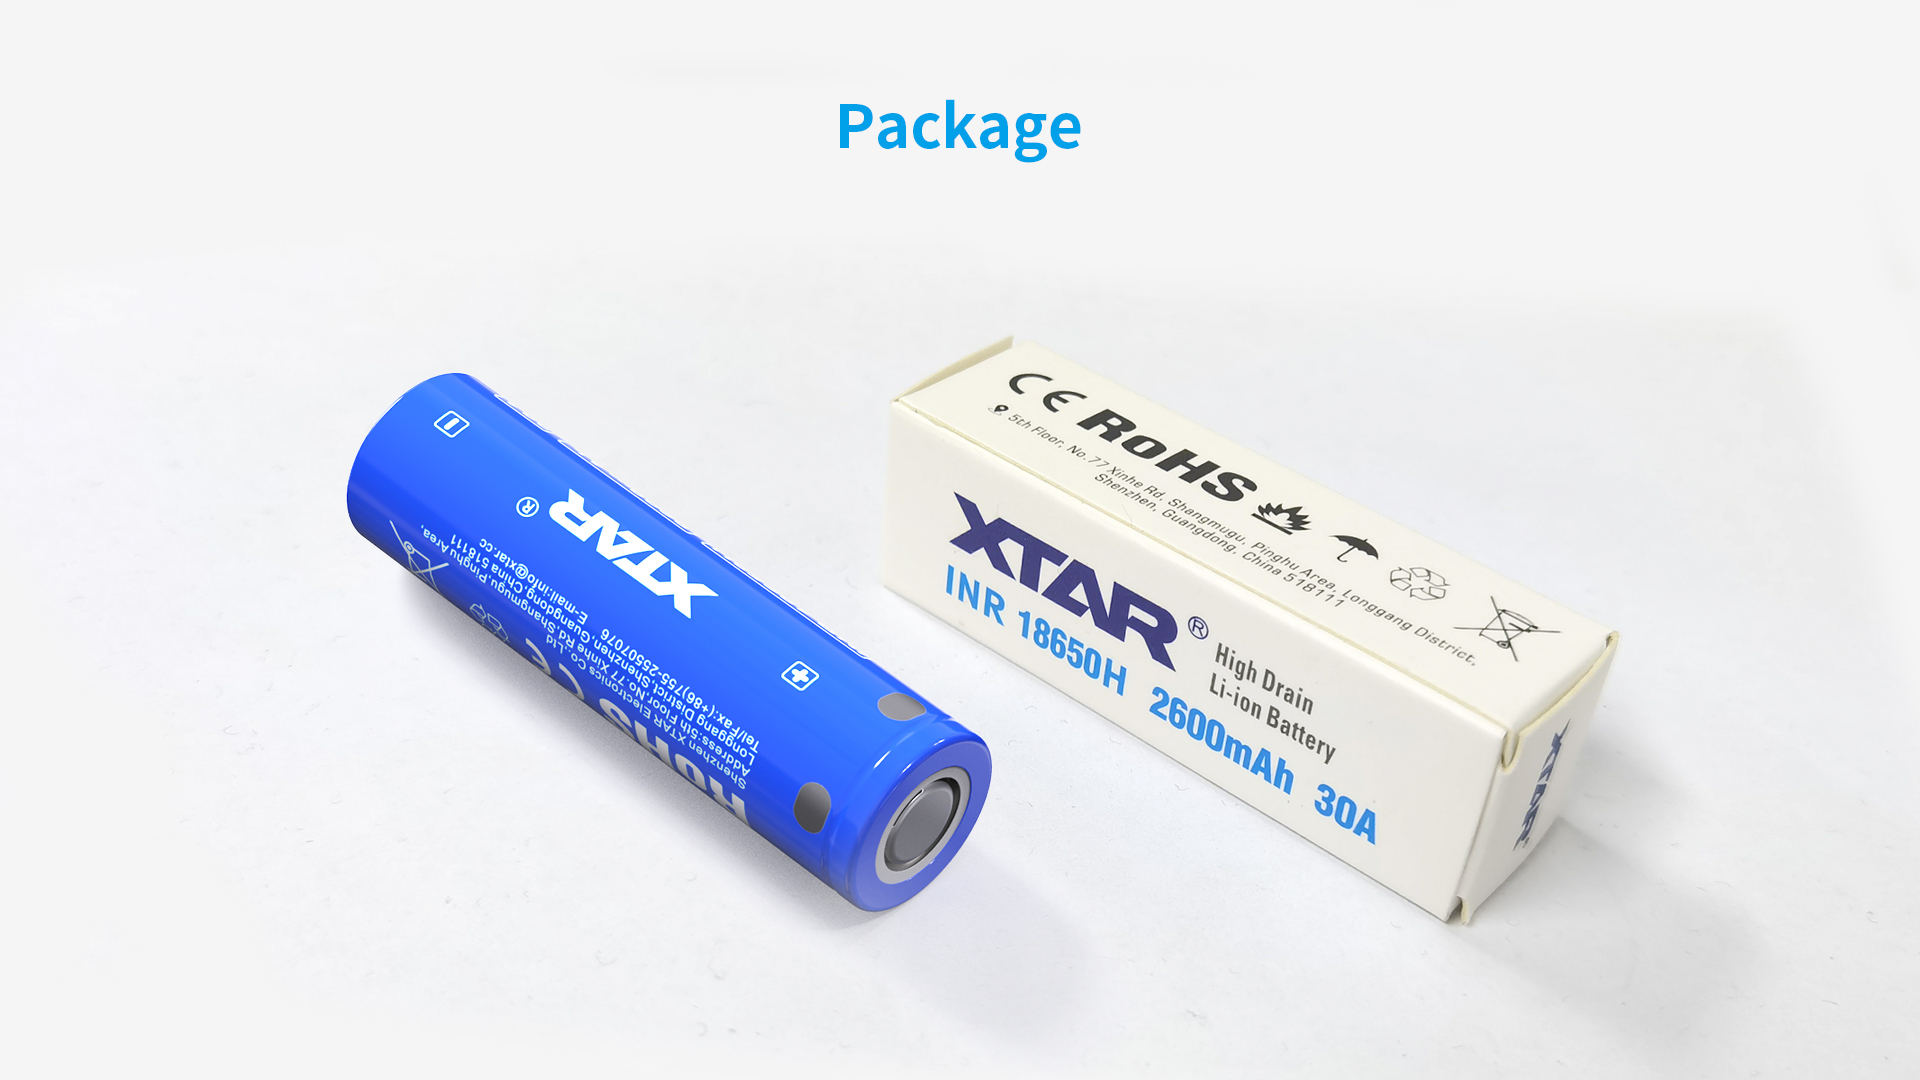 Package
CE RoHS
5th Floor, No.77 Xinhe Rd, Shangmugu, Pinghu Area, Longgang District,
Shenzhen, Guangdong, China 518111
XTAR®
High Drain
Li-ion Battery
INR 18650H 2600mAh 30A
XTAR
XTAR®
RoHS CE
Shenzhen XTAR Electronics Co.,Ltd
Address:5th Floor,No.77 Xinhe Rd,Shangmugu,Pinghu Area,
Longgang District,Shenzhen,Guangdong,China 518111
Tel/Fax:(+86)755-25507076 E-mail:info@xtar.cc